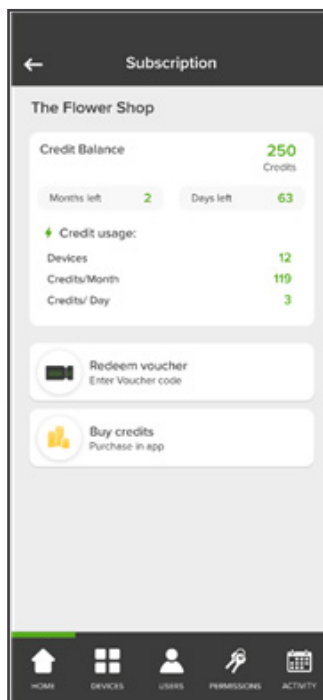 Subscription
The Flower Shop
Credit Balance 250
Credits
Months left 2 Days left 63
Credit usage:
Devices 12
Credits/Month 119
Credits/ Day 3
Redeem voucher
Enter Voucher code
Buy credits
Purchase in app
HOME DEVICES USERS PERMISSIONS ACTIVITY